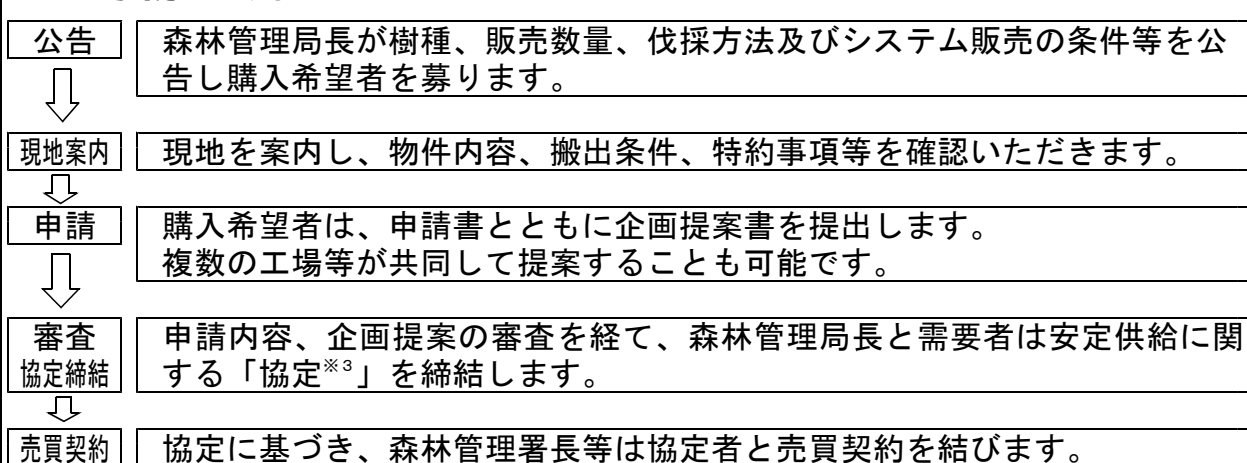 公告
森林管理局長が樹種、販売数量、伐採方法及びシステム販売の条件等を公
告し購入希望者を募ります。
現地案内
現地を案内し、物件内容、搬出条件、特約事項等を確認いただきます。
申請
購入希望者は、申請書とともに企画提案書を提出します。
複数の工場等が共同して提案することも可能です。
審査
協定締結
申請内容、企画提案の審査を経て、森林管理局長と需要者は安定供給に関
する「協定※3」を締結します。
売買契約
協定に基づき、森林管理署長等は協定者と売買契約を結びます。